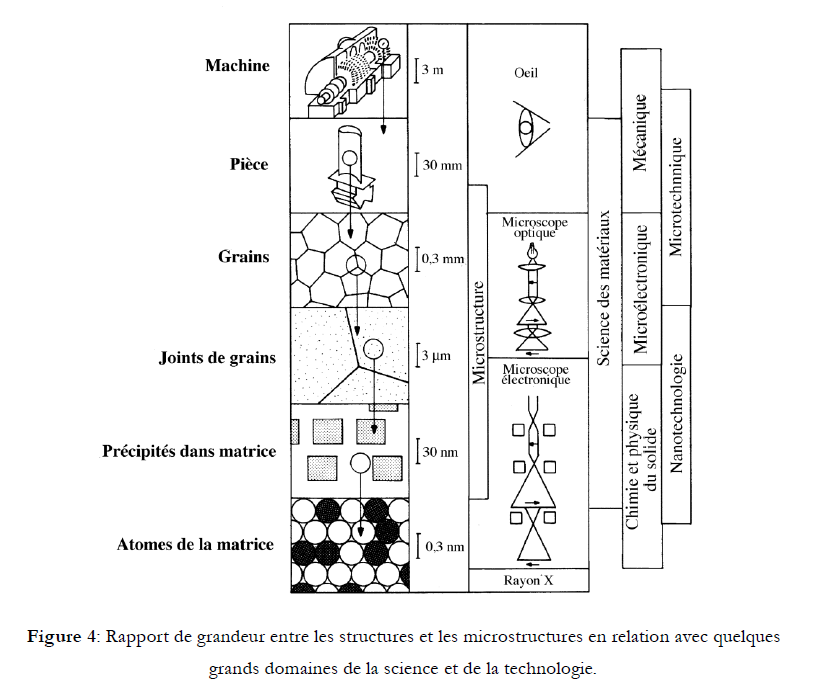 Machine
3 m
Oeil
Pièce
30 mm
Grains
0,3 mm
Microscope
optique
Joints de grains
3 µm
Microscope
électronique
Précipités dans matrice
30 nm
Atomes de la matrice
0,3 nm
Rayon X
Microstructure
Science des matériaux
Mécanique
Microélectronique
Chimie et physique
du solide
Microtechnnique
Nanotechnologie
Figure 4: Rapport de grandeur entre les structures et les microstructures en relation avec quelques
grands domaines de la science et de la technologie.